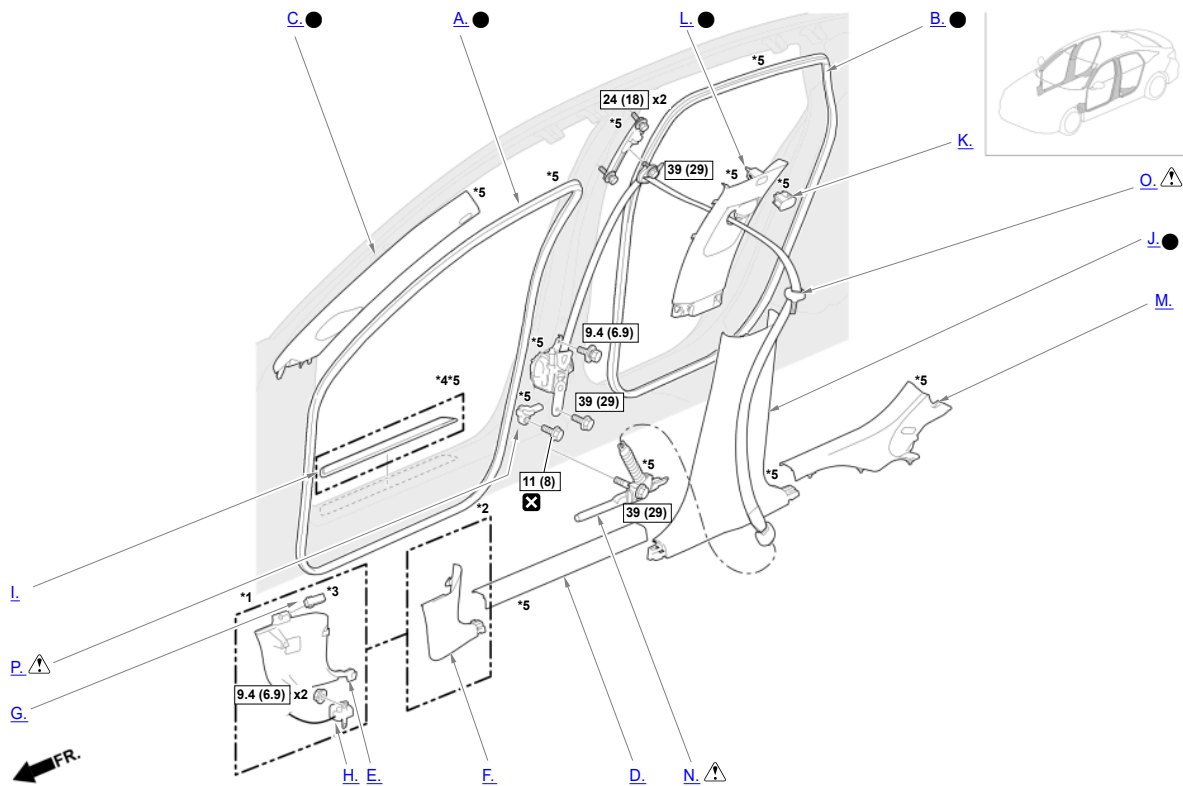 C.
A.
L.
B.
*5
24 (18) x2
*5
K.
39 (29)
*5
*5
O.
*5
*5
J.
M.
9.4 (6.9)
*5
*4*5
*5
*5
39 (29)
*5
*5
11 (8)
*2
39 (29)
I.
*1
*3
*5
P.
9.4 (6.9) x2
G.
FR.
H.
E.
F.
D.
N.